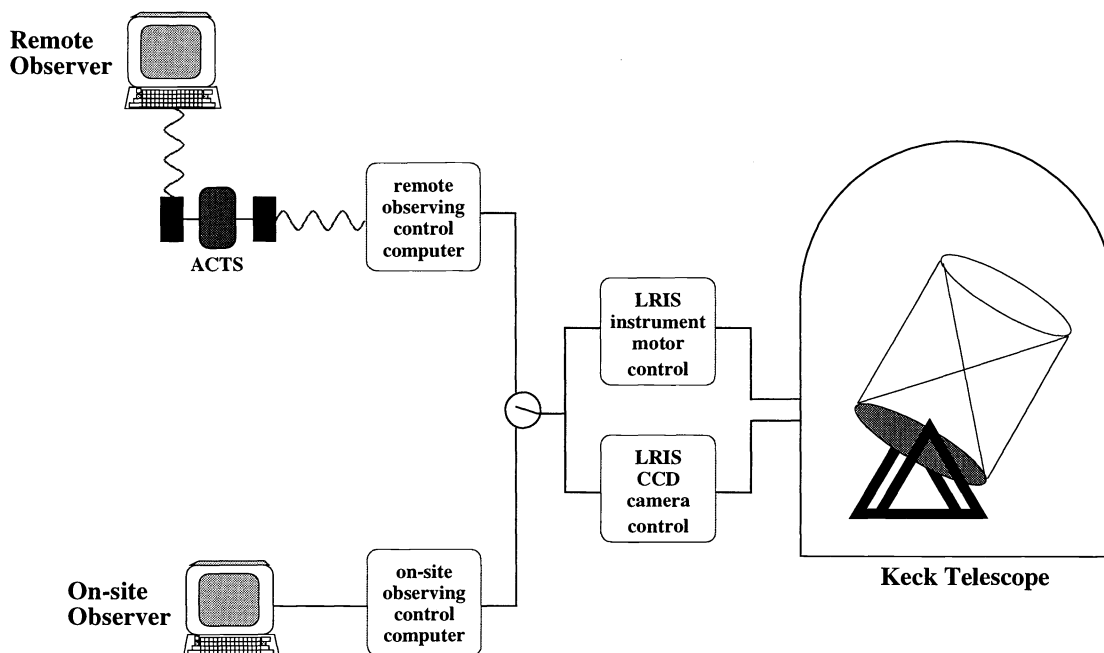 Remote
Observer
ACTS
remote
observing
control
computer
LRIS
instrument
motor
control
LRIS
CCD
camera
control
Keck Telescope
On-site
Observer
on-site
observing
control
computer